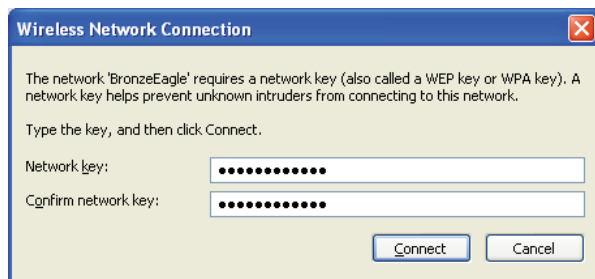 Wireless Network Connection
The network 'BronzeEagle' requires a network key (also called a WEP key or WPA key). A
network key helps prevent unknown intruders from connecting to this network.
Type the key, and then click Connect.
Network key: ••••••••••••
Confirm network key: ••••••••••••
Connect Cancel